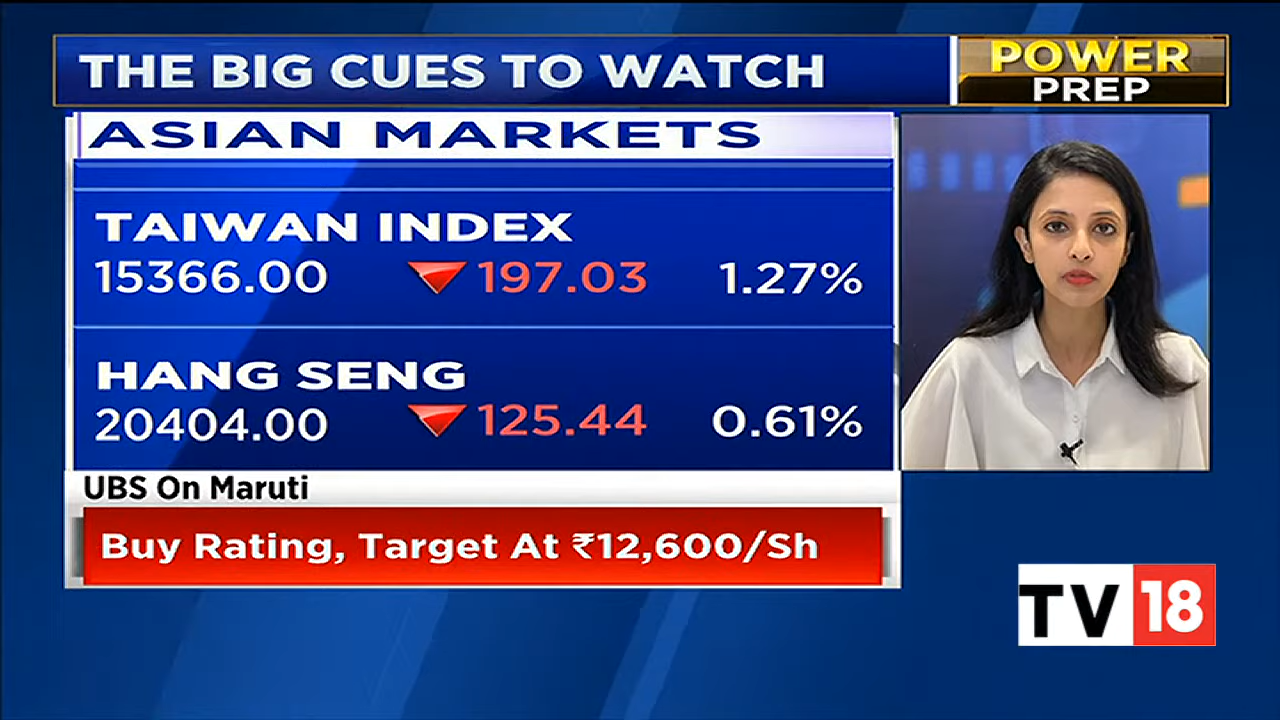 THE BIG CUES TO WATCH
POWER
PREP
ASIAN MARKETS
TAIWAN INDEX
15366.00 197.03 1.27%
HANG SENG
20404.00 125.44 0.61%
UBS On Maruti
Buy Rating, Target At ₹12,600/Sh
TV18